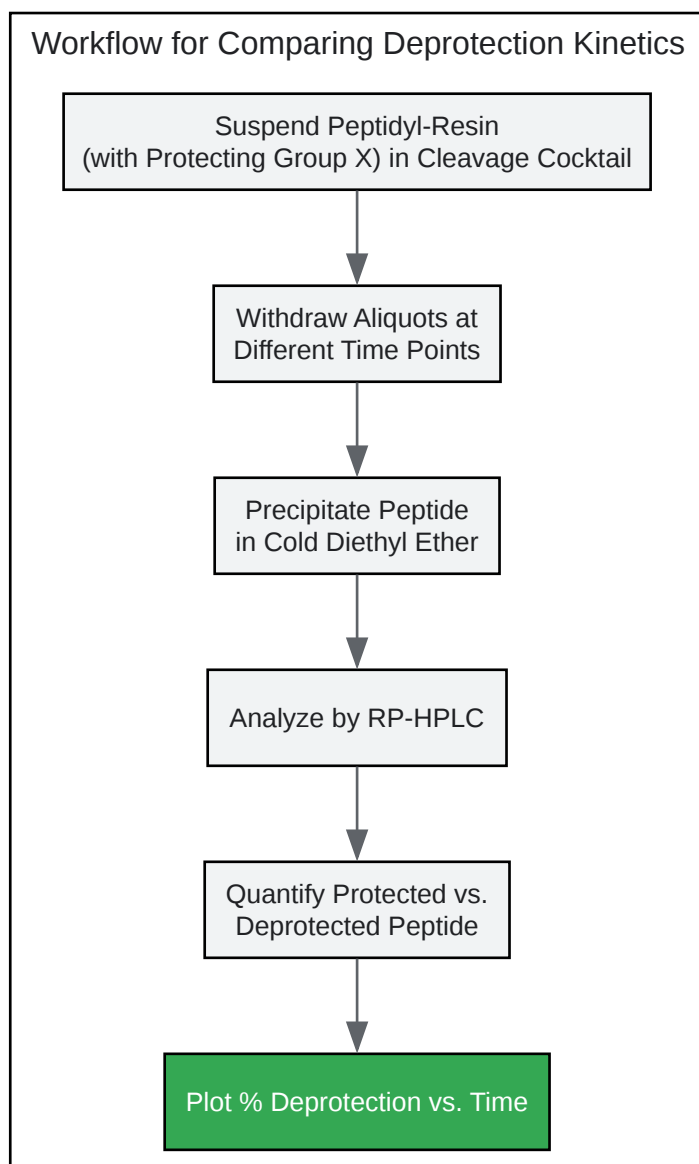 Workflow for Comparing Deprotection Kinetics
Suspend Peptidyl-Resin
(with Protecting Group X) in Cleavage Cocktail
Withdraw Aliquots at
Different Time Points
Precipitate Peptide
in Cold Diethyl Ether
Analyze by RP-HPLC
Quantify Protected vs.
Deprotected Peptide
Plot % Deprotection vs. Time